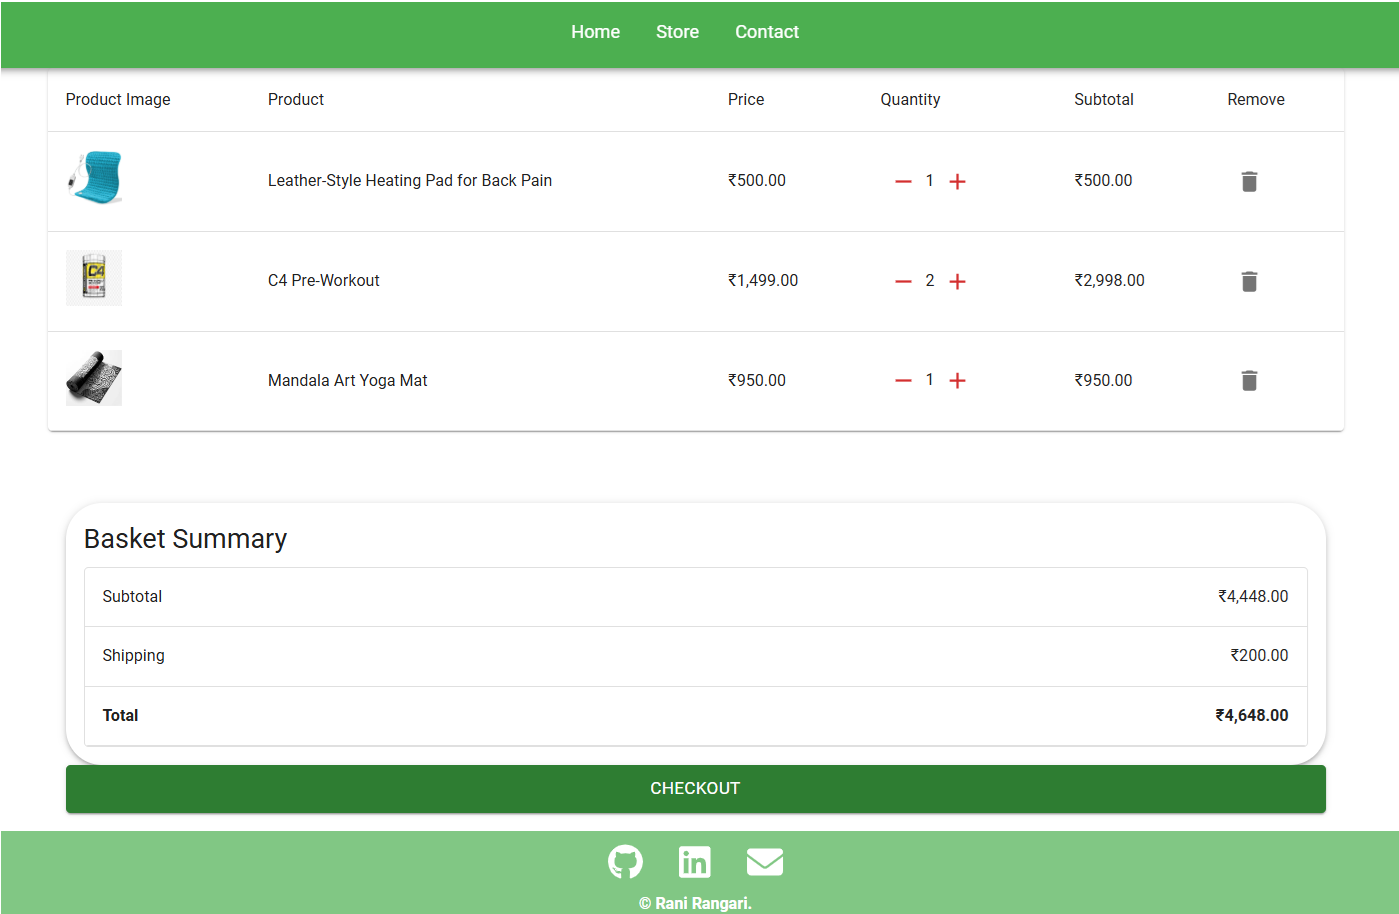 Home Store Contact
Product Image Product Price Quantity Subtotal Remove
Leather-Style Heating Pad for Back Pain ₹500.00 − 1 + ₹500.00
C4
C4 Pre-Workout ₹1,499.00 − 2 + ₹2,998.00
Mandala Art Yoga Mat ₹950.00 − 1 + ₹950.00
Basket Summary
Subtotal ₹4,448.00
Shipping ₹200.00
Total ₹4,648.00
CHECKOUT
in
© Rani Rangari.